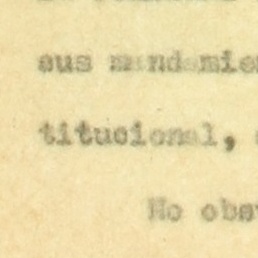 sus mandamie
titucional,
No obs